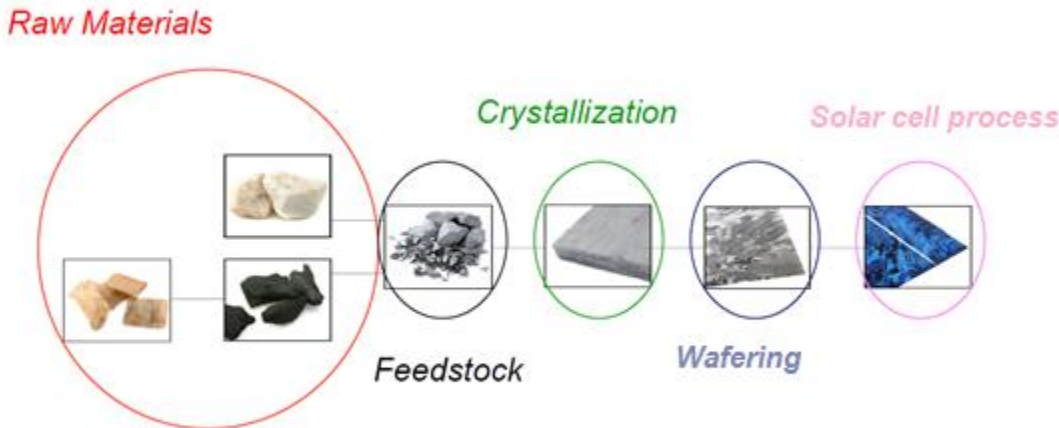 Raw Materials
Crystallization
Solar cell process
Feedstock
Wafering